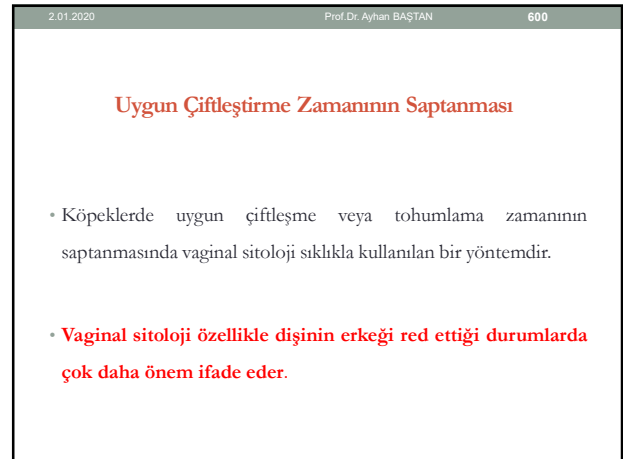 2.01.2020 Prof.Dr. Ayhan BAŞTAN 600
Uygun Çiftleştirme Zamanının Saptanması
• Köpeklerde uygun çiftleşme veya tohumlama zamanının
saptanmasında vaginal sitoloji sıklıkla kullanılan bir yöntemdir.
• Vaginal sitoloji özellikle dişinin erkeği red ettiği durumlarda
çok daha önem ifade eder.